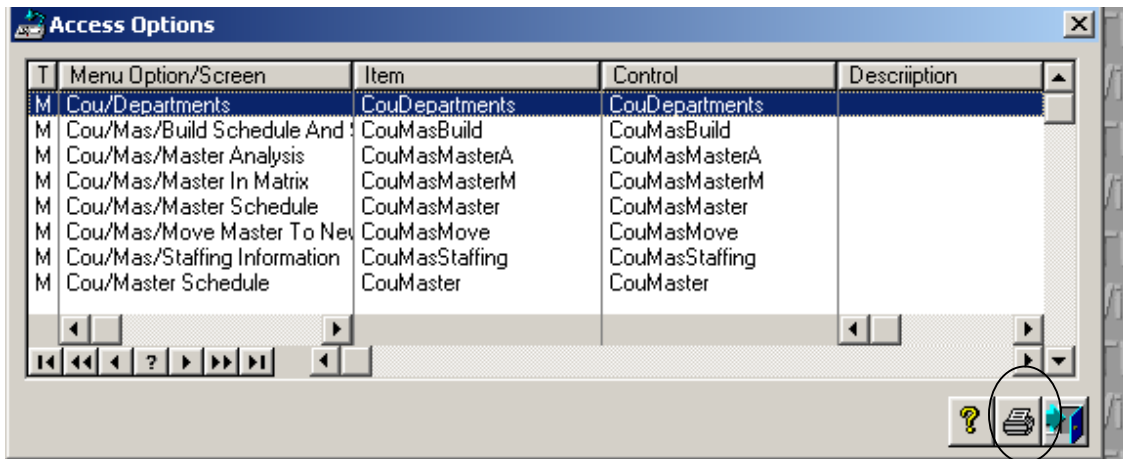 Access Options
T Menu Option/Screen Item Control Descriiption
M Cou/Departments CouDepartments CouDepartments
M Cou/Mas/Build Schedule And CouMasBuild CouMasBuild
M Cou/Mas/Master Analysis CouMasMasterA CouMasMasterA
M Cou/Mas/Master In Matrix CouMasMasterM CouMasMasterM
M Cou/Mas/Master Schedule CouMasMaster CouMasMaster
M Cou/Mas/Move Master To CouMasMove CouMasMove
M Cou/Mas/Staffing Information CouMasStaffing CouMasStaffing
M Cou/Master Schedule CouMaster CouMaster
?
?